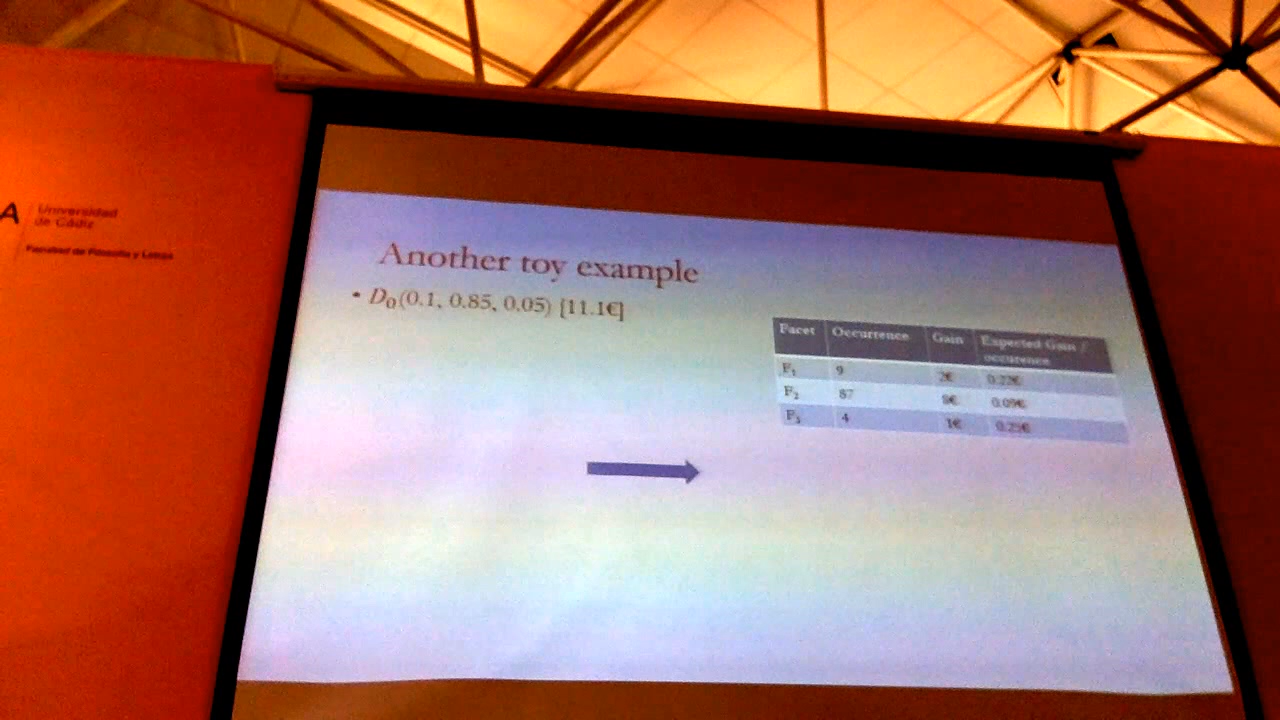 A
Universidad
de Cádiz
Facultad de Filosofía y Letras
Another toy example
• D₀(0.1, 0.85, 0.05) [11.1€]
Facet Occurrence Gain Expected Gain /
occurence
F₁ 9 2€ 0.22€
F₂ 87 8€ 0.09€
F₃ 4 1€ 0.25€